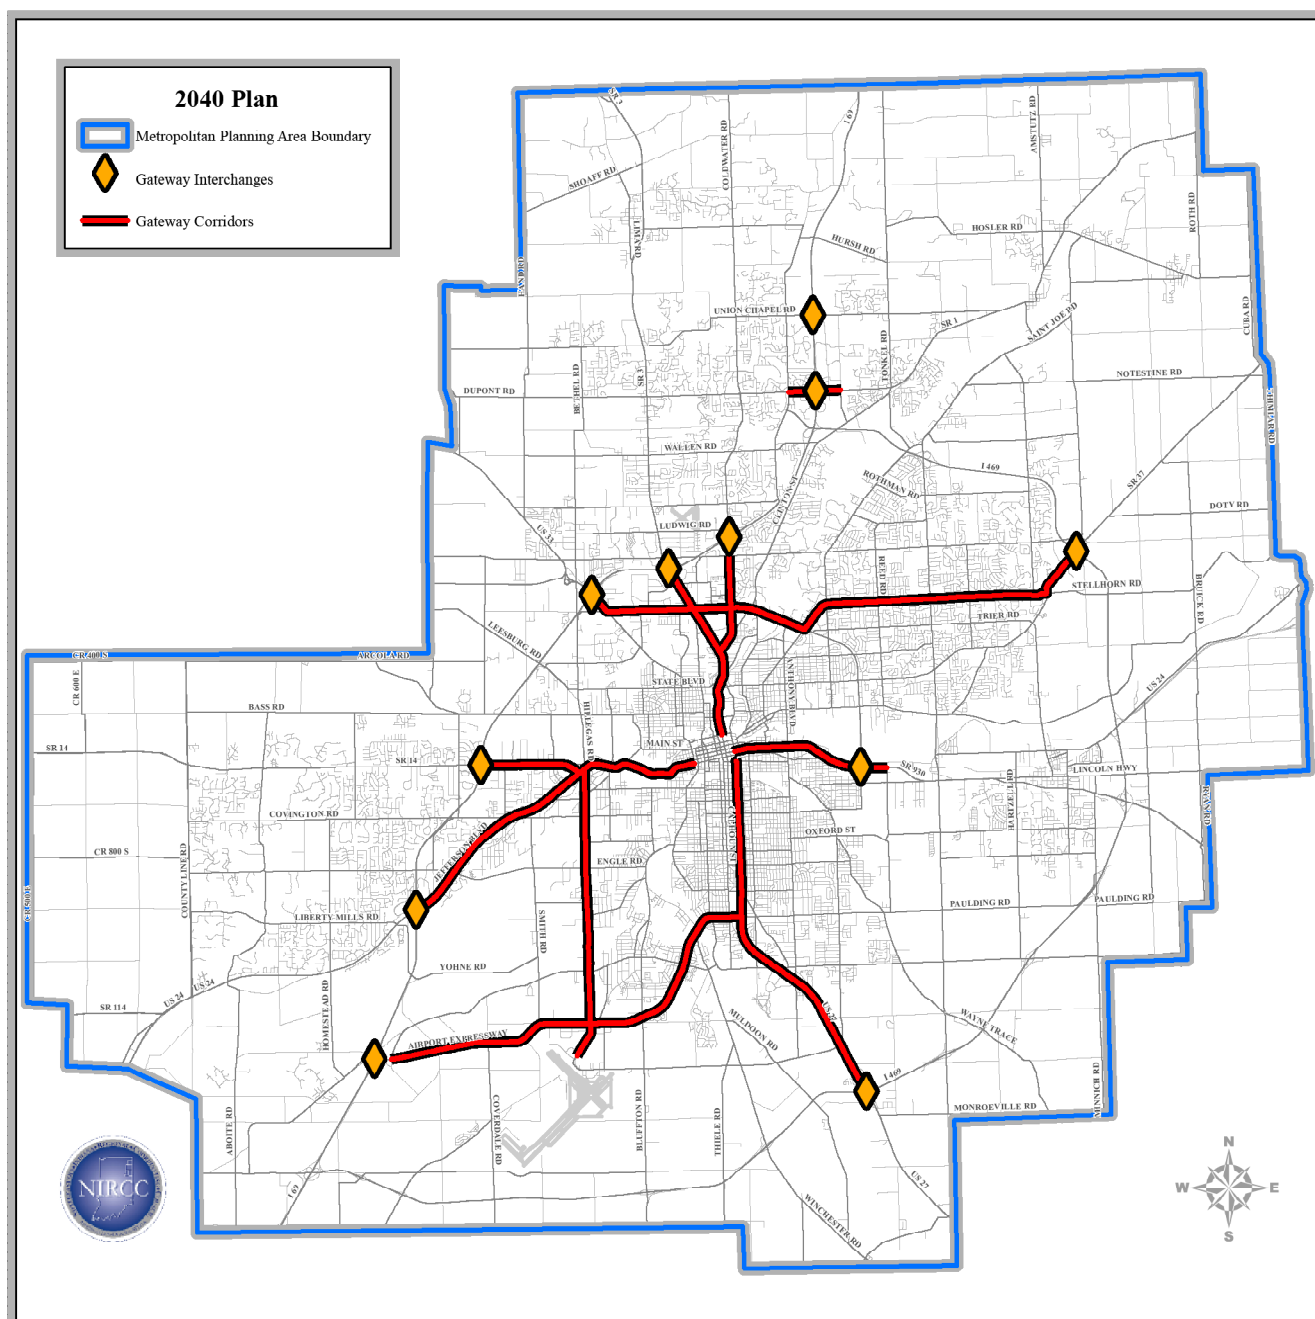 2040 Plan
Metropolitan Planning Area Boundary
Gateway Interchanges
Gateway Corridors
SR 3
COLDWATER RD
I 69
AMSTUTZ RD
SHOAFF RD
LIMA RD
HURSH RD
HOSLER RD
ROTH RD
UNION CHAPEL RD
SR 1
SAINT JOE RD
CUBA RD
TONKEL RD
SR 3
BETHEL RD
DUPONT RD
NOTESTINE RD
WALLEN RD
I 469
ROTHMAN RD
SR 37
CLINTON ST
LUDWIG RD
DOTY RD
US 33
REED RD
STELLHORN RD
BRUICK RD
TRIER RD
LEESBURG RD
CR 400 S
ARCOLA RD
CR 600 E
STATE BLVD
ANTHONY BLVD
US 24
BASS RD
HILLEGAS RD
MAIN ST
SR 14
SR 14
SR 930
LINCOLN HWY
HARTZELL RD
RYAN RD
COVINGTON RD
OXFORD ST
JEFFERSON BLVD
CR 800 S
COUNTY LINE RD
ENGLE RD
CR 500 E
LIBERTY MILLS RD
SMITH RD
PAULDING RD
PAULDING RD
YOHNE RD
US 24
US 24
SR 114
HOMESTEAD RD
AIRPORT EXPRESSWAY
MULDOON RD
US 27
WAYNE TRACE
I 469
MINNICH RD
MONROEVILLE RD
ABOITE RD
COVERDALE RD
BLUFFTON RD
THIELE RD
I 69
US 27
WINCHESTER RD
NIRCC
N
W
E
S